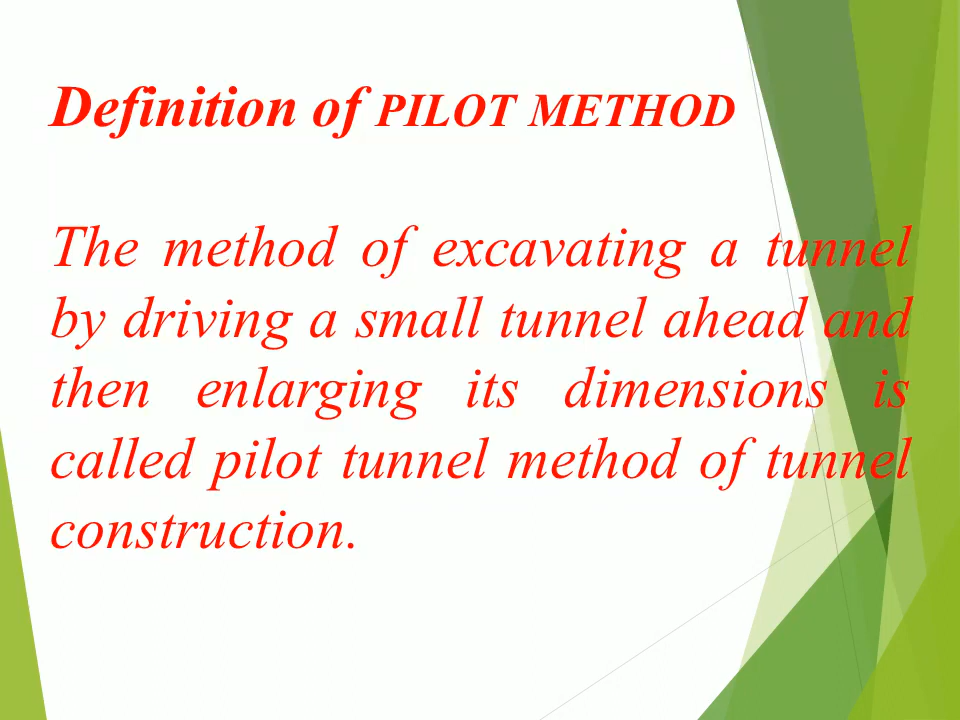 Definition of PILOT METHOD
The method of excavating a tunnel
by driving a small tunnel ahead and
then enlarging its dimensions is
called pilot tunnel method of tunnel
construction.